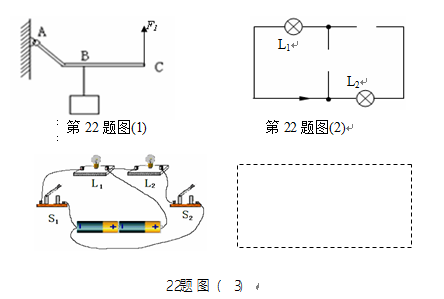 A
F1
B
C
L1
L2
第 22 题图(1)
第 22 题图(2)
L1
L2
S1
S2
+
+
22题 图 ( 3)